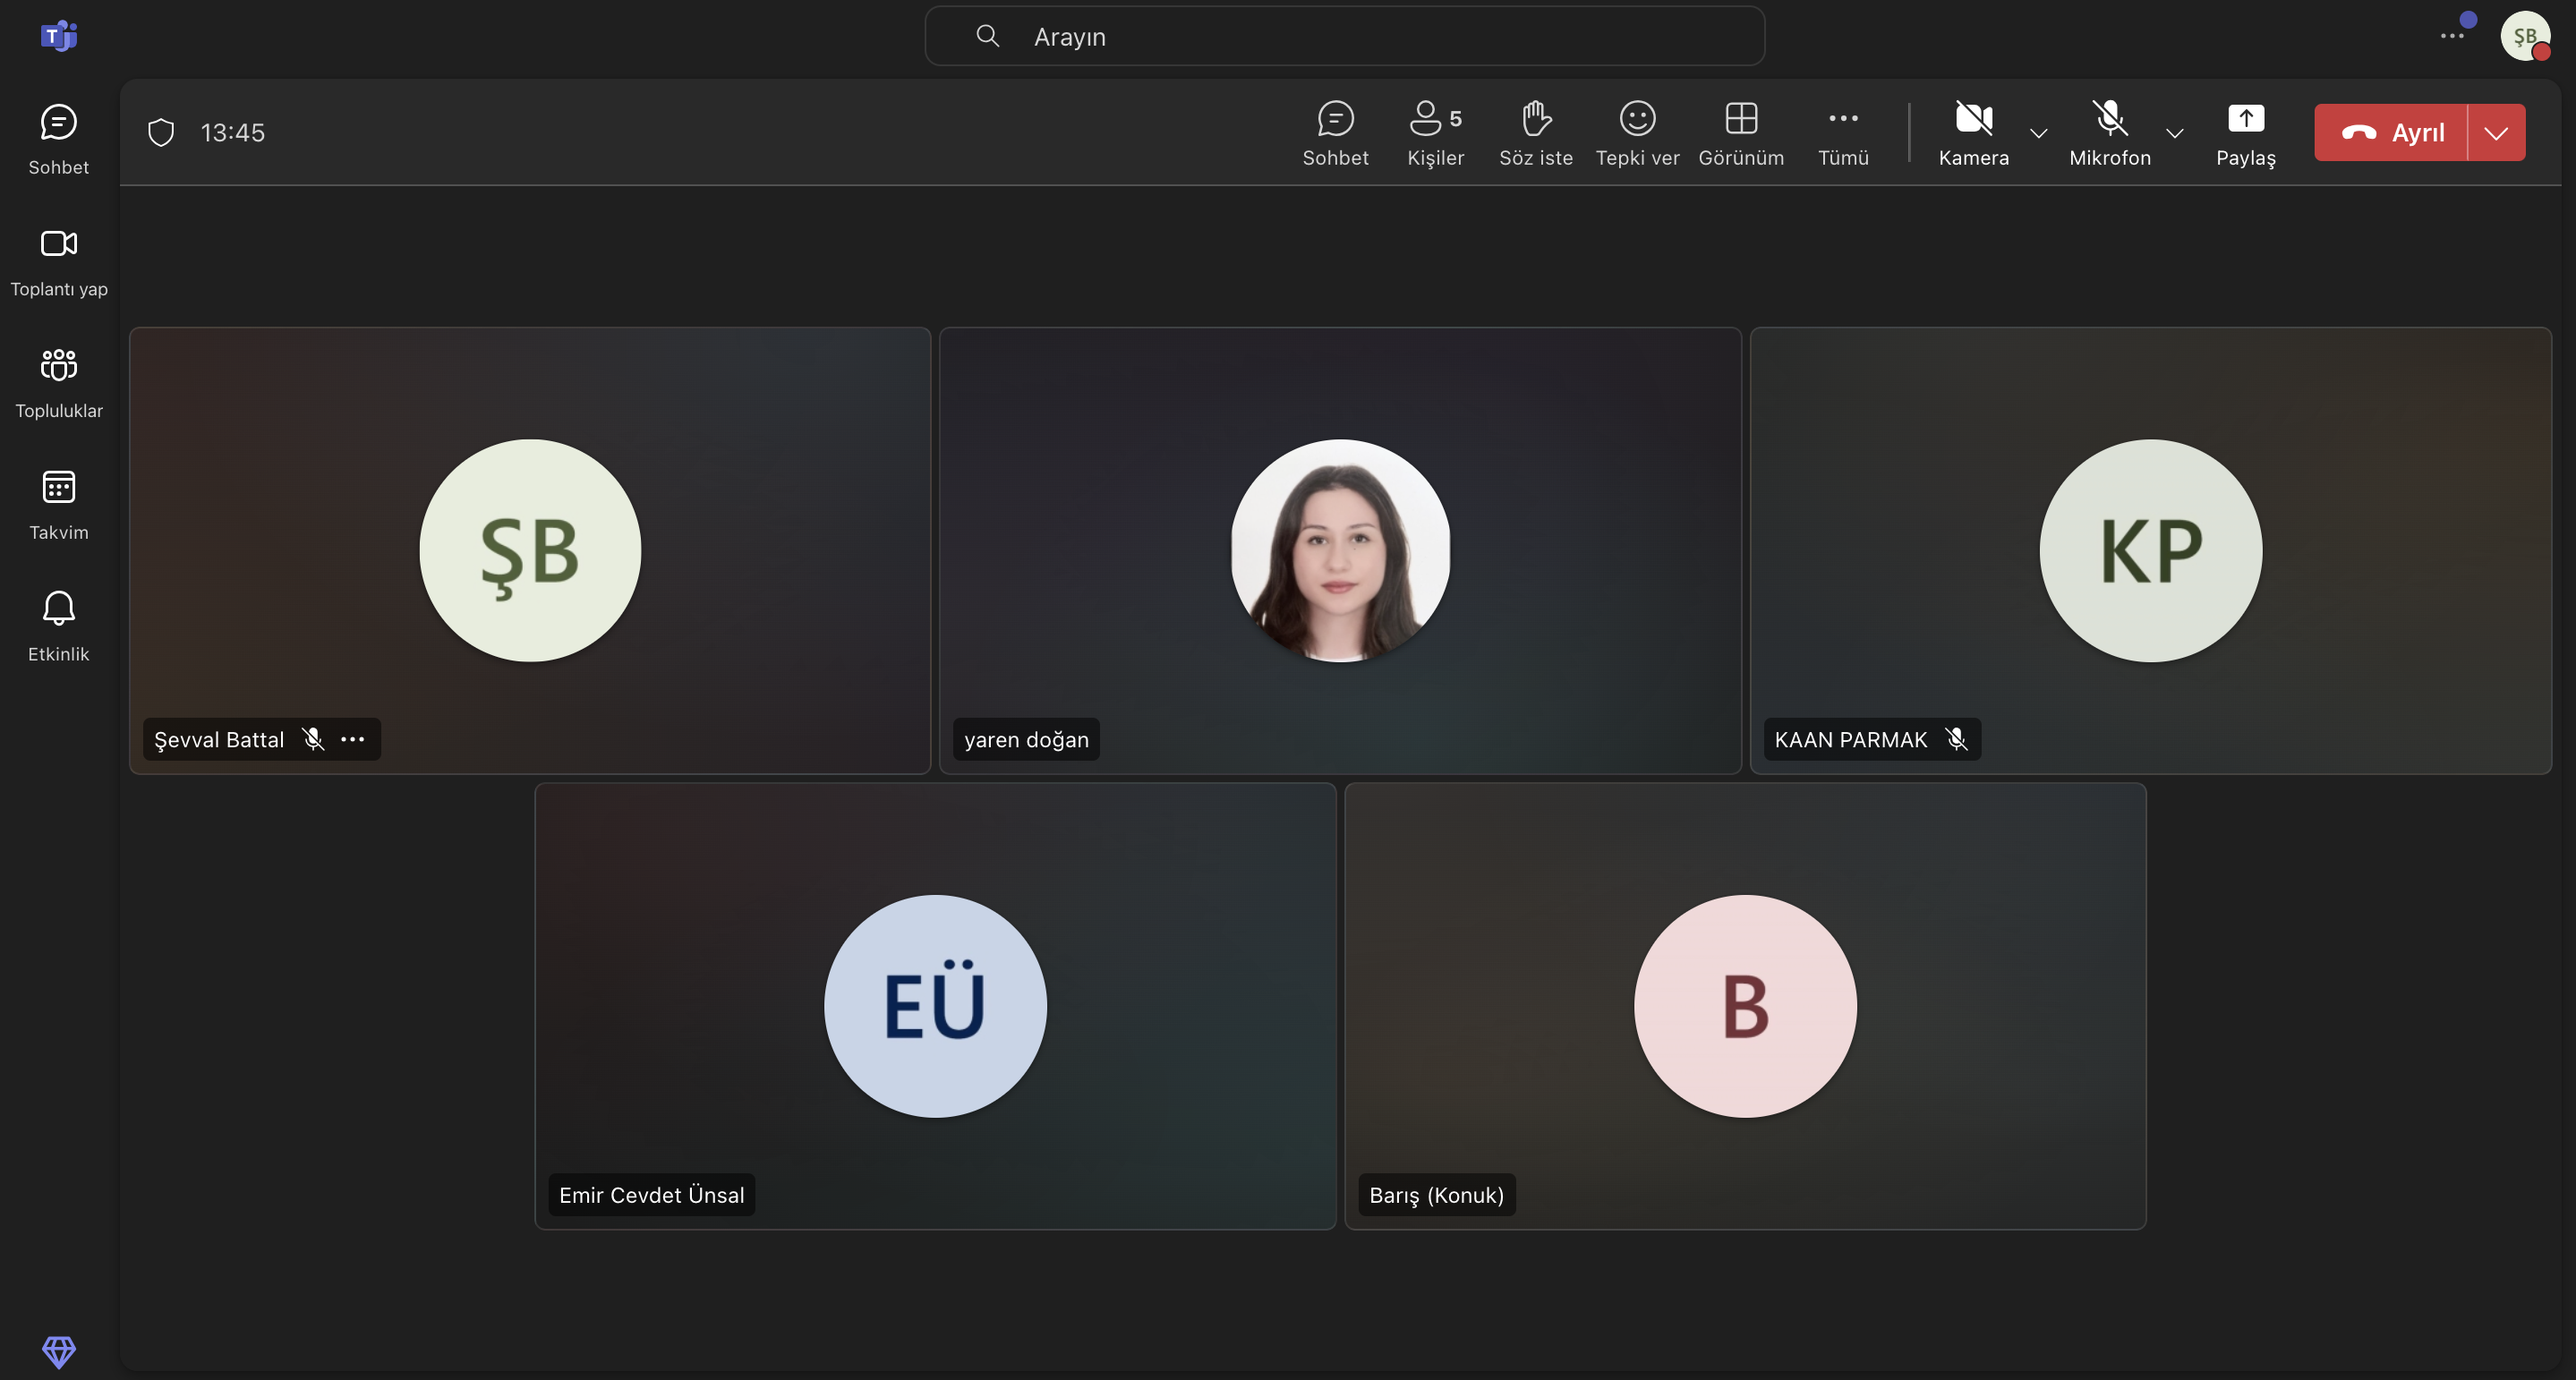 T
Arayın
ŞB
Sohbet
Toplantı yap
Topluluklar
Takvim
Etkinlik
13:45
5
Sohbet Kişiler Söz iste Tepki ver Görünüm Tümü Kamera Mikrofon Paylaş Ayrıl
ŞB
Şevval Battal
yaren doğan
KP
KAAN PARMAK
EÜ
Emir Cevdet Ünsal
B
Barış (Konuk)